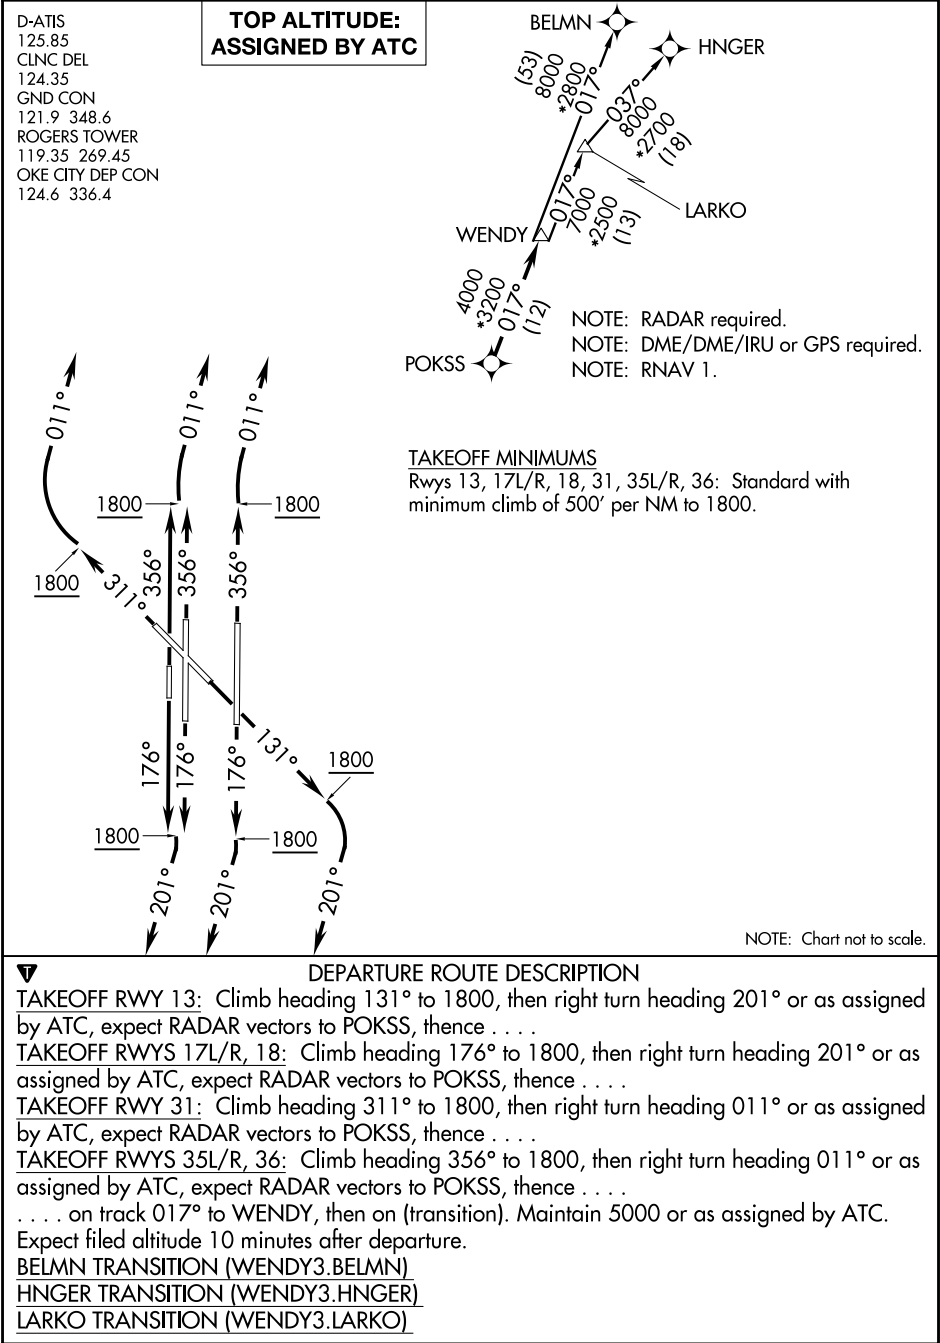 D-ATIS
125.85
CLNC DEL
124.35
GND CON
121.9 348.6
ROGERS TOWER
119.35 269.45
OKE CITY DEP CON
124.6 336.4
TOP ALTITUDE:
ASSIGNED BY ATC
BELMN
HNGER
(53)
8000
*2800
017°
037°
8000
*2700
(18)
LARKO
017°
7000
*2500
(13)
WENDY
4000
*3200
017°
(12)
POKSS
NOTE: RADAR required.
NOTE: DME/DME/IRU or GPS required.
NOTE: RNAV 1.
TAKEOFF MINIMUMS
Rwys 13, 17L/R, 18, 31, 35L/R, 36: Standard with
minimum climb of 500' per NM to 1800.
011°
011°
011°
1800
1800
1800
311°
356°
356°
356°
176°
176°
176°
131°
1800
1800
1800
201°
201°
201°
NOTE: Chart not to scale.
T
DEPARTURE ROUTE DESCRIPTION
TAKEOFF RWY 13: Climb heading 131° to 1800, then right turn heading 201° or as assigned
by ATC, expect RADAR vectors to POKSS, thence . . . .
TAKEOFF RWYS 17L/R, 18: Climb heading 176° to 1800, then right turn heading 201° or as
assigned by ATC, expect RADAR vectors to POKSS, thence . . . .
TAKEOFF RWY 31: Climb heading 311° to 1800, then right turn heading 011° or as assigned
by ATC, expect RADAR vectors to POKSS, thence . . . .
TAKEOFF RWYS 35L/R, 36: Climb heading 356° to 1800, then right turn heading 011° or as
assigned by ATC, expect RADAR vectors to POKSS, thence . . . .
. . . . on track 017° to WENDY, then on (transition). Maintain 5000 or as assigned by ATC.
Expect filed altitude 10 minutes after departure.
BELMN TRANSITION (WENDY3.BELMN)
HNGER TRANSITION (WENDY3.HNGER)
LARKO TRANSITION (WENDY3.LARKO)